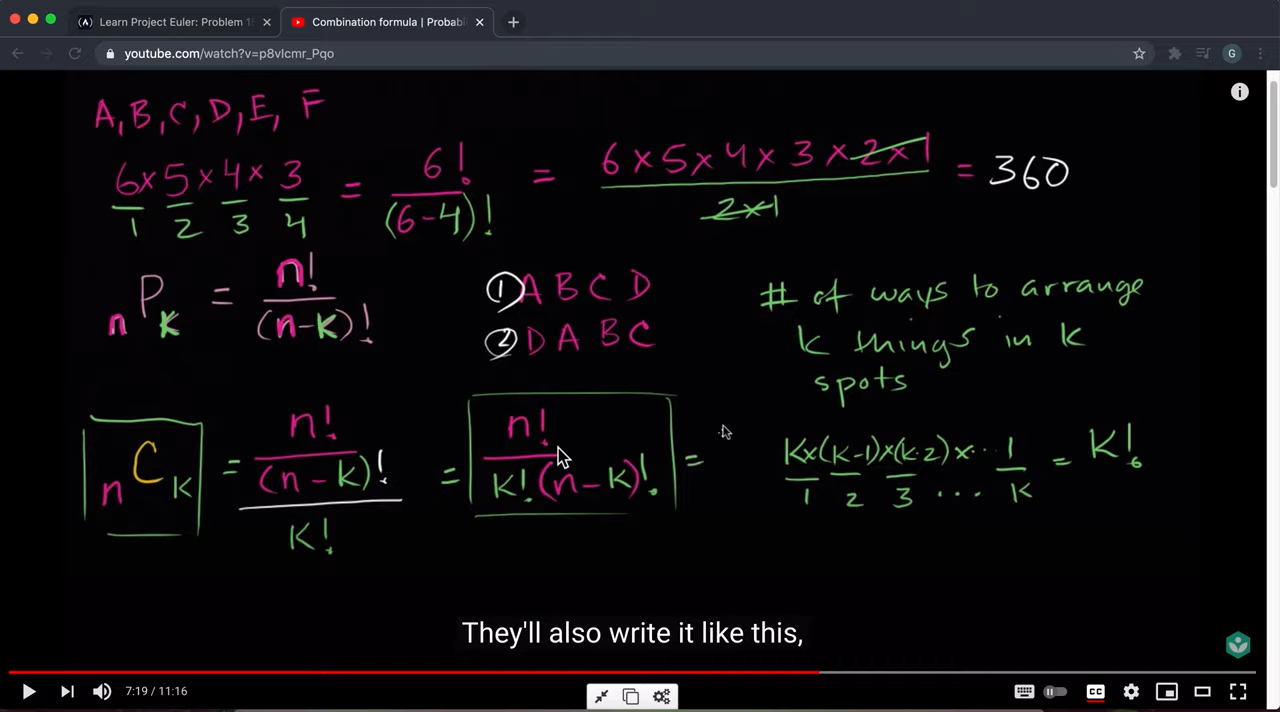 Learn Project Euler: Problem 15
Combination formula | Probabi
youtube.com/watch?v=p8vIcmr_Pqo
G
A, B, C, D, E, F
6 × 5 × 4 × 3 = 6! / (6-4)! = 6 × 5 × 4 × 3 × 2 × 1 / 2×1 = 360
1 2 3 4
nPk = n! / (n-k)!
① A B C D
② D A B C
# of ways to arrange
k things in k
spots
nCk = n! / (n-k)! / k! = n! / k!(n-k)! =
k×(k-1)×(k-2)×...1 = k!
1 2 3 ... k
They'll also write it like this,
7:19 / 11:16
CC